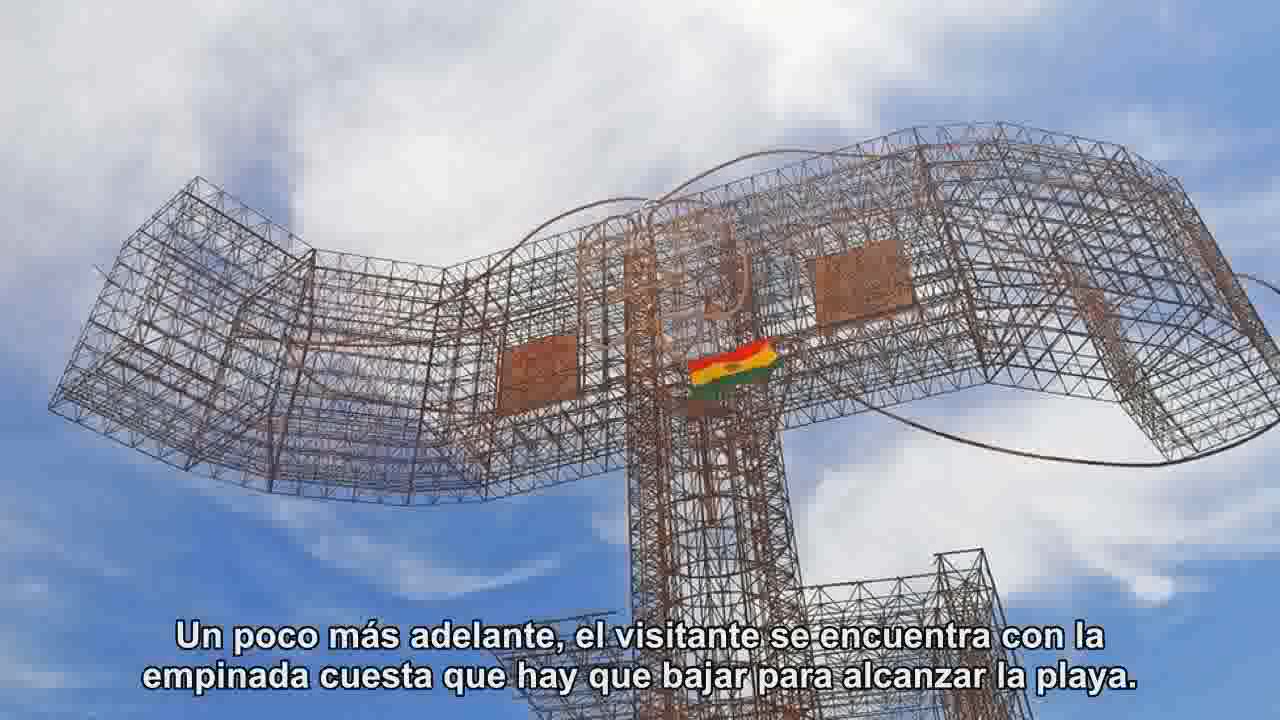 Un poco más adelante, el visitante se encuentra con la
empinada cuesta que hay que bajar para alcanzar la playa.